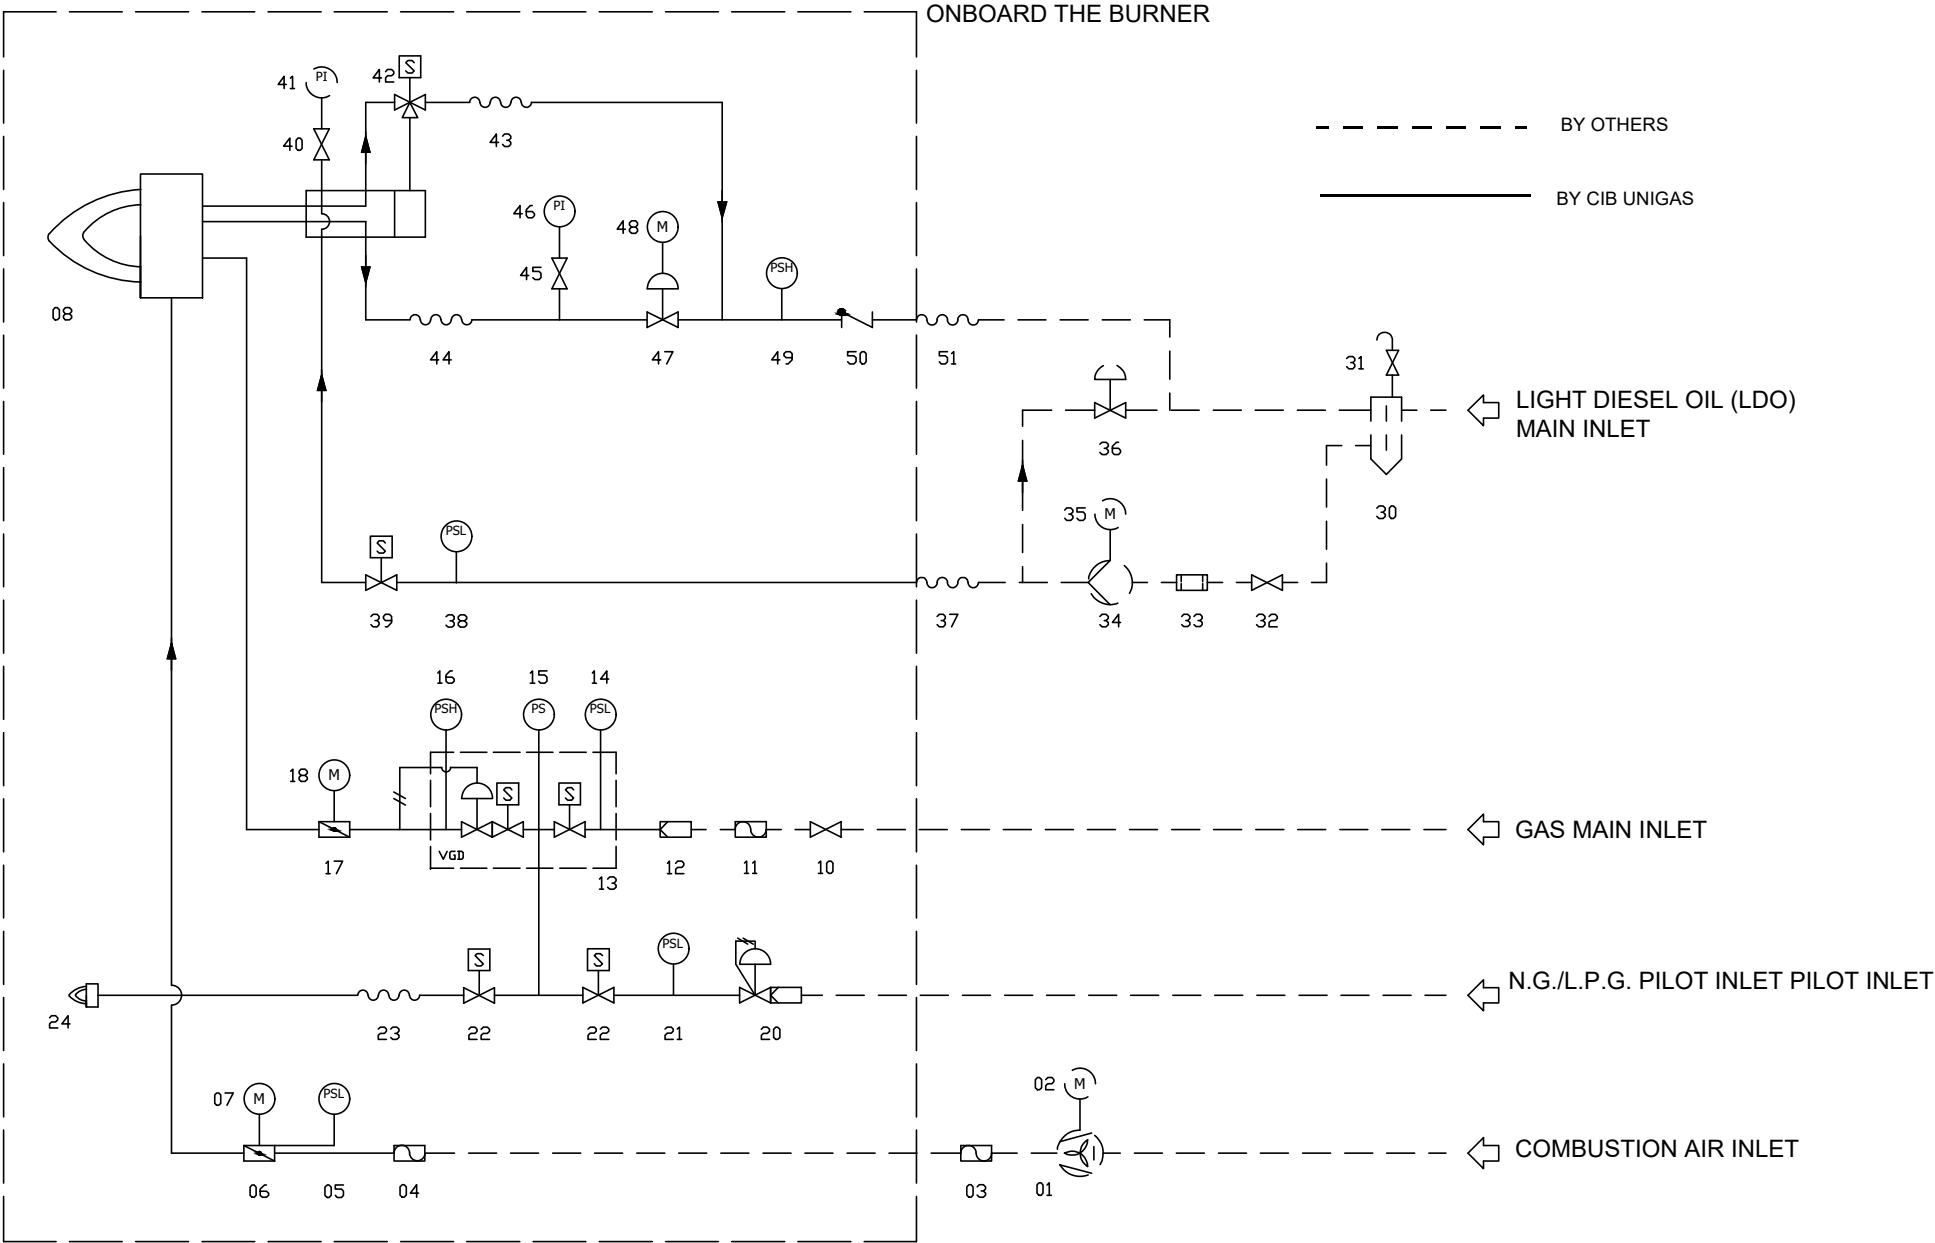 ONBOARD THE BURNER
41
PI
42
S
40
43
BY OTHERS
BY CIB UNIGAS
46
PI
48
M
45
PSH
08
44
47
49
50
51
31
LIGHT DIESEL OIL (LDO)
MAIN INLET
36
30
35
M
PSL
S
39
38
37
34
33
32
16
15
14
PSH
PS
PSL
18
M
S
S
VGD
GAS MAIN INLET
17
13
12
11
10
PSL
S
S
N.G./L.P.G. PILOT INLET PILOT INLET
24
23
22
22
21
20
07
M
PSL
02
M
COMBUSTION AIR INLET
06
05
04
03
01